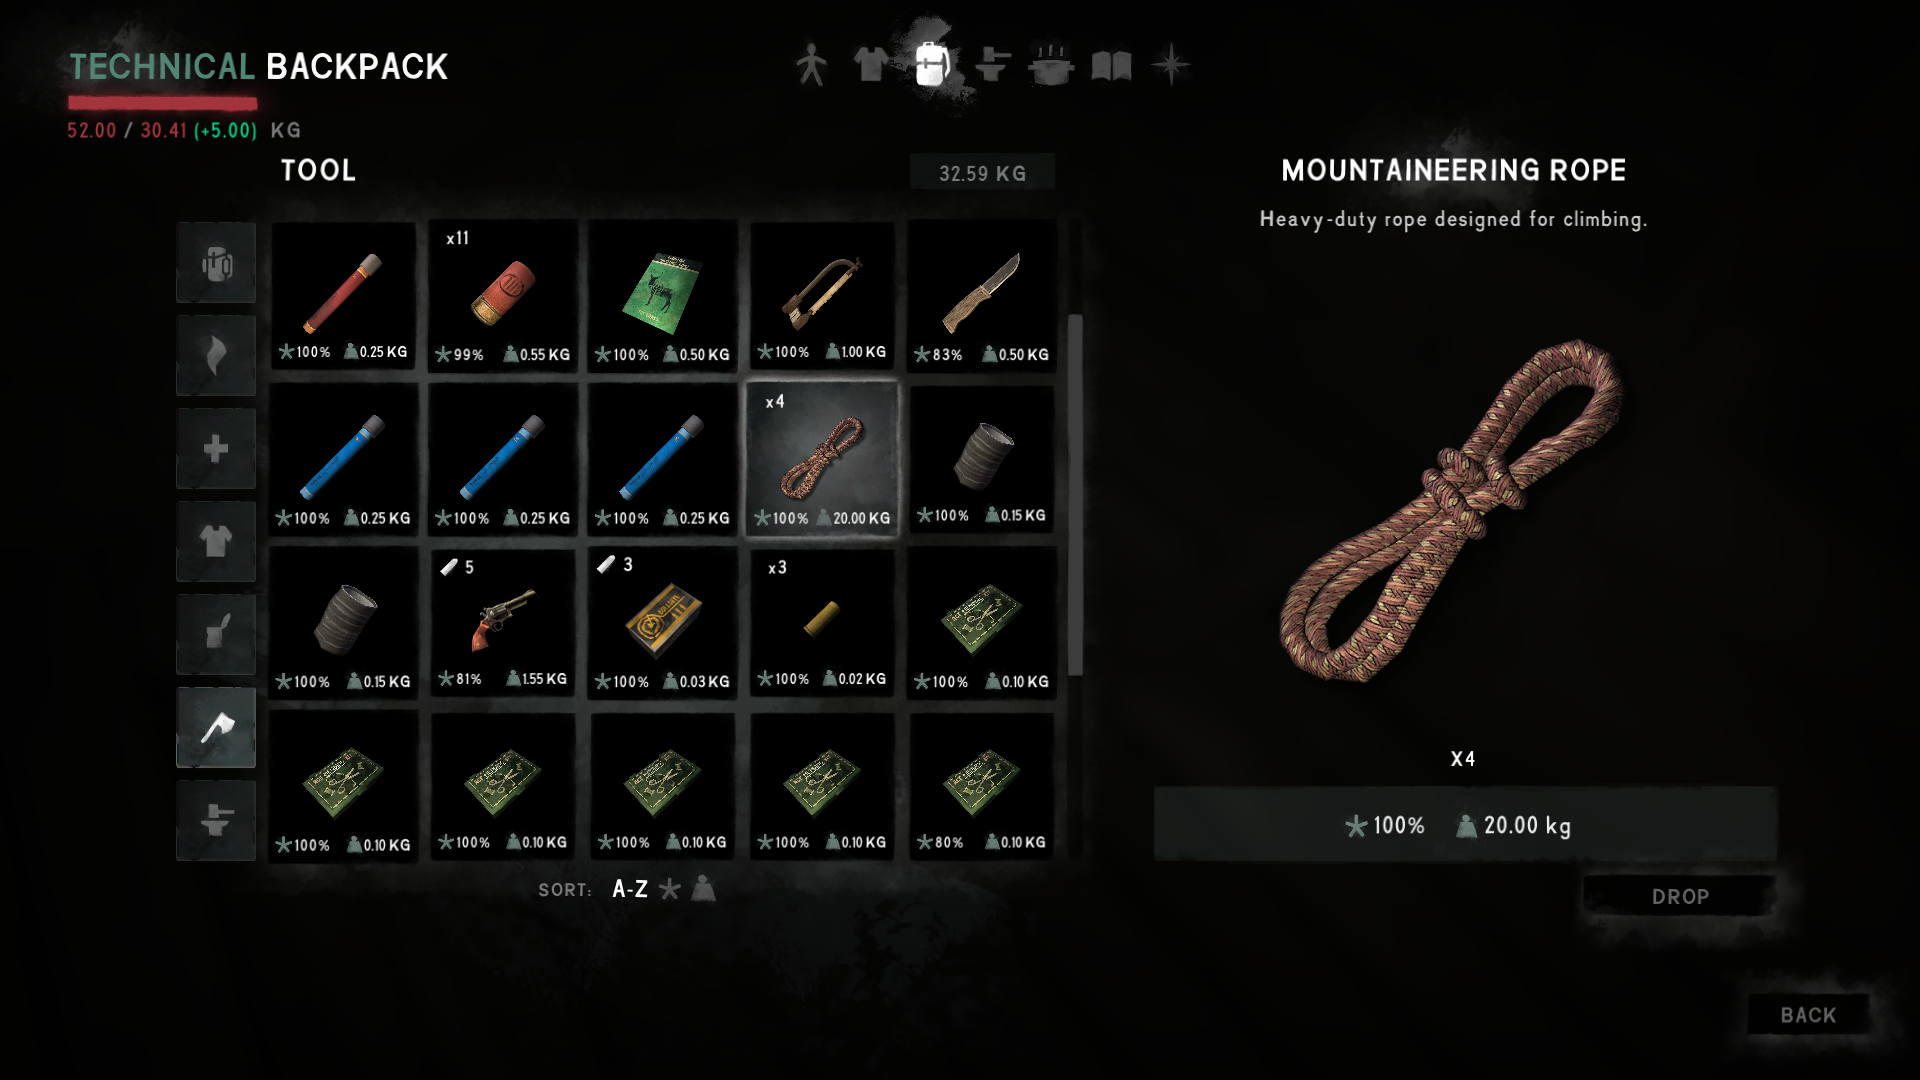 TECHNICAL BACKPACK
52.00 / 30.41 (+5.00) KG
TOOL
32.59 KG
100% 0.25 KG
x11
99% 0.55 KG
100% 0.50 KG
100% 1.00 KG
83% 0.50 KG
100% 0.25 KG
100% 0.25 KG
100% 0.25 KG
x4
100% 20.00 KG
100% 0.15 KG
100% 0.15 KG
5
81% 1.55 KG
3
100% 0.03 KG
x3
100% 0.02 KG
100% 0.10 KG
100% 0.10 KG
100% 0.10 KG
100% 0.10 KG
100% 0.10 KG
80% 0.10 KG
SORT: A-Z
MOUNTAINEERING ROPE
Heavy-duty rope designed for climbing.
X4
100% 20.00 kg
DROP
BACK